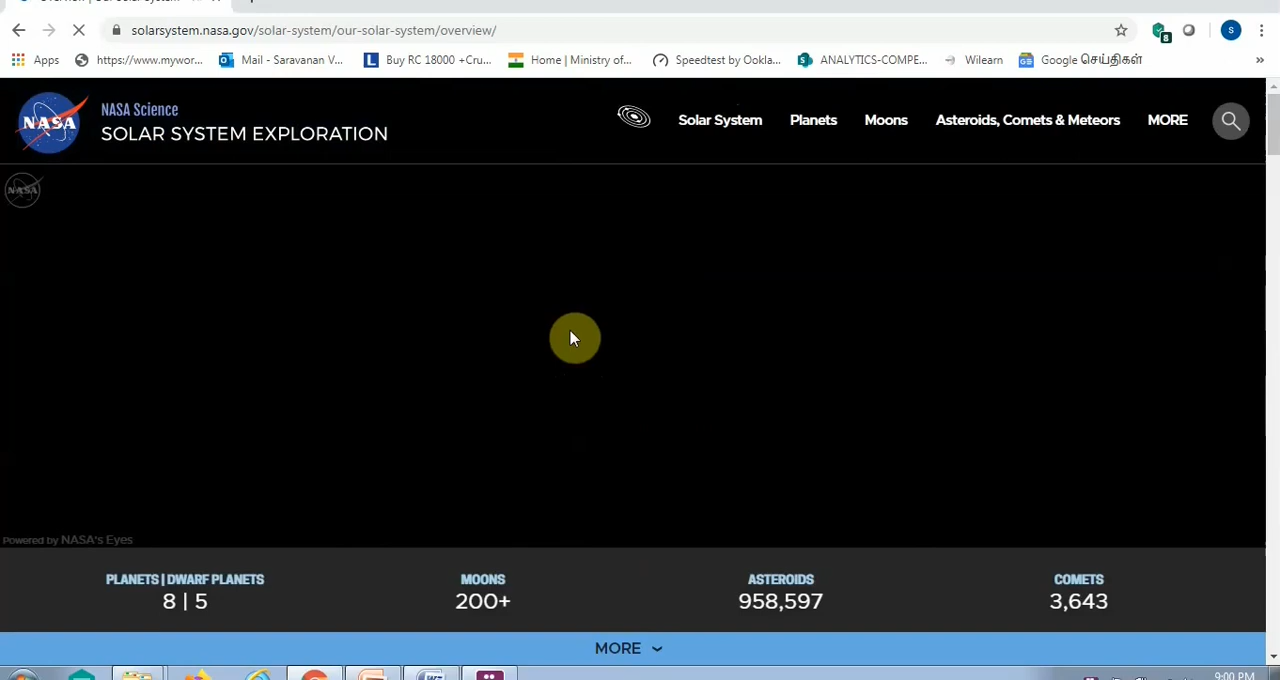 solarsystem.nasa.gov/solar-system/our-solar-system/overview/
S
8
Apps https://www.mywor... Mail - Saravanan V... Buy RC 18000 +Cru... Home | Ministry of... Speedtest by Ookla... ANALYTICS-COMPE... Wilearn Google செய்திகள் »
NASA
NASA Science
SOLAR SYSTEM EXPLORATION
Solar System Planets Moons Asteroids, Comets & Meteors MORE
NASA
Powered by NASA's Eyes
PLANETS | DWARF PLANETS MOONS ASTEROIDS COMETS
8 | 5 200+ 958,597 3,643
MORE
9:00 PM